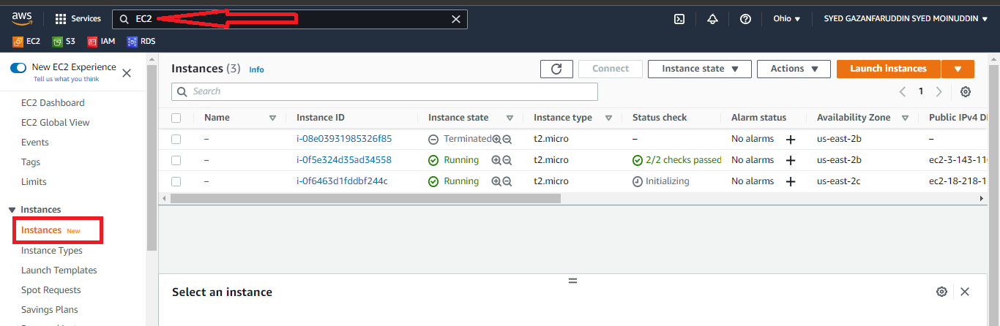 aws Services EC2 Ohio SYED GAZANFARUDDIN SYED MOINUDDIN
EC2 S3 IAM RDS
New EC2 Experience
Tell us what you think
EC2 Dashboard
EC2 Global View
Events
Tags
Limits
Instances
Instances New
Instance Types
Launch Templates
Spot Requests
Savings Plans
Instances (3) Info Connect Instance state Actions Launch instances
Search 1
Name Instance ID Instance state Instance type Status check Alarm status Availability Zone Public IPv4 D
– i-08e03931985326f85 Terminated t2.micro – No alarms us-east-2b –
– i-0f5e324d35ad34558 Running t2.micro 2/2 checks passed No alarms us-east-2b ec2-3-143-11
– i-0f6463d1fddbf244c Running t2.micro Initializing No alarms us-east-2c ec2-18-218-1
Select an instance